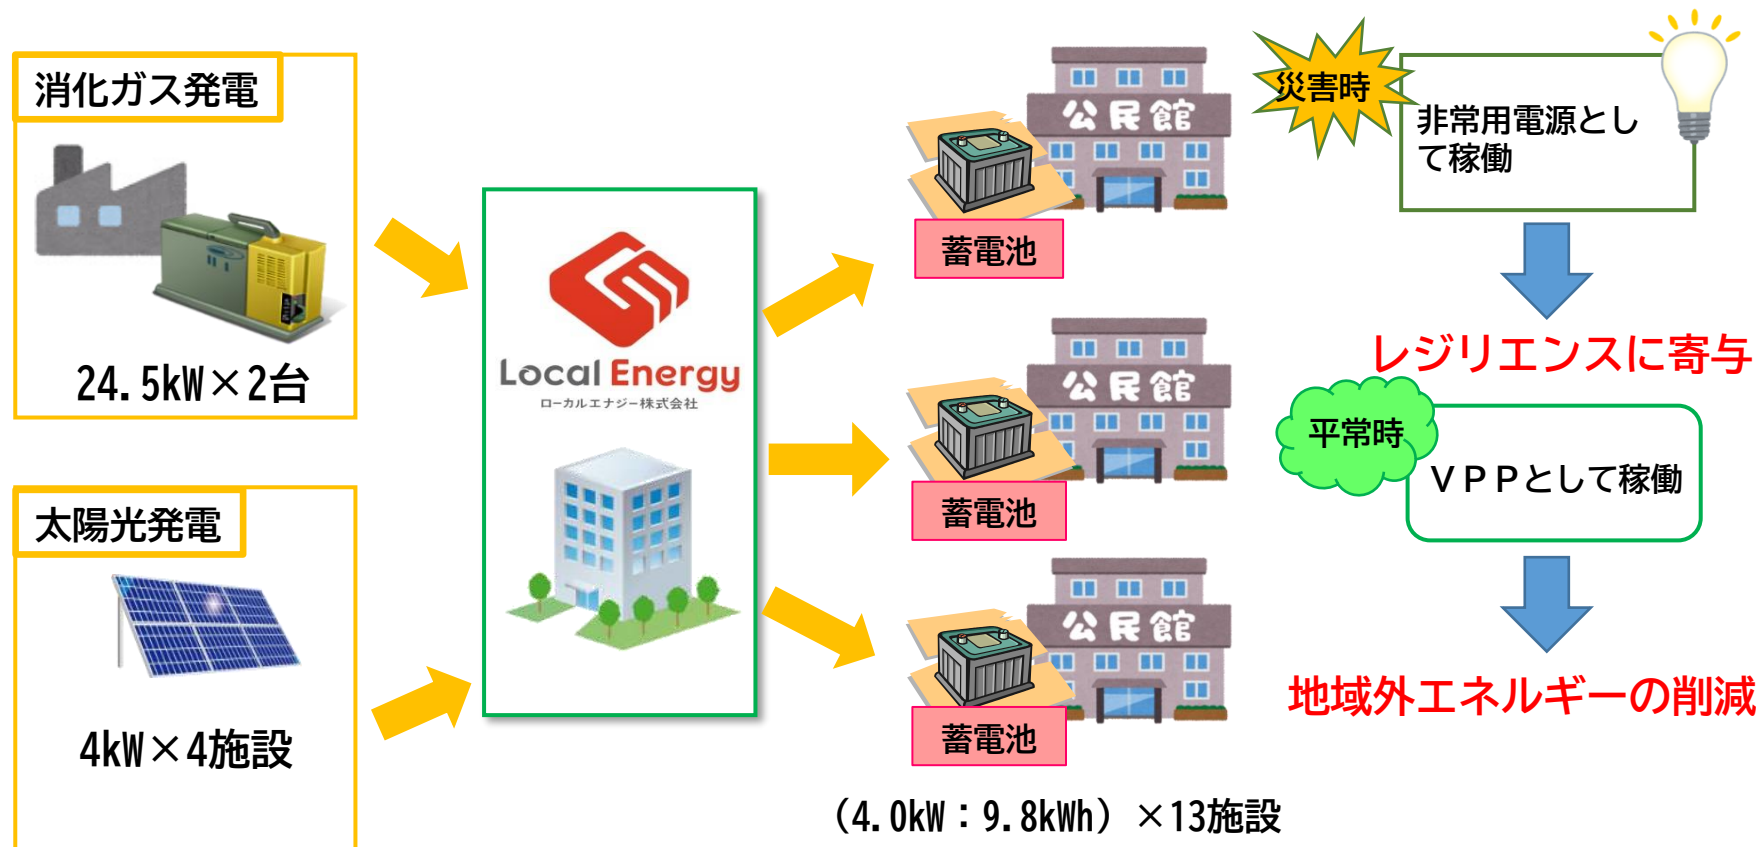 消化ガス発電
24.5kW×2台
太陽光発電
4kW×4施設
Local Energy
ローカルエナジー株式会社
公民館
蓄電池
公民館
蓄電池
公民館
蓄電池
(4.0kW:9.8kWh) ×13施設
災害時
非常用電源とし
て稼働
レジリエンスに寄与
平常時
VPPとして稼働
地域外エネルギーの削減